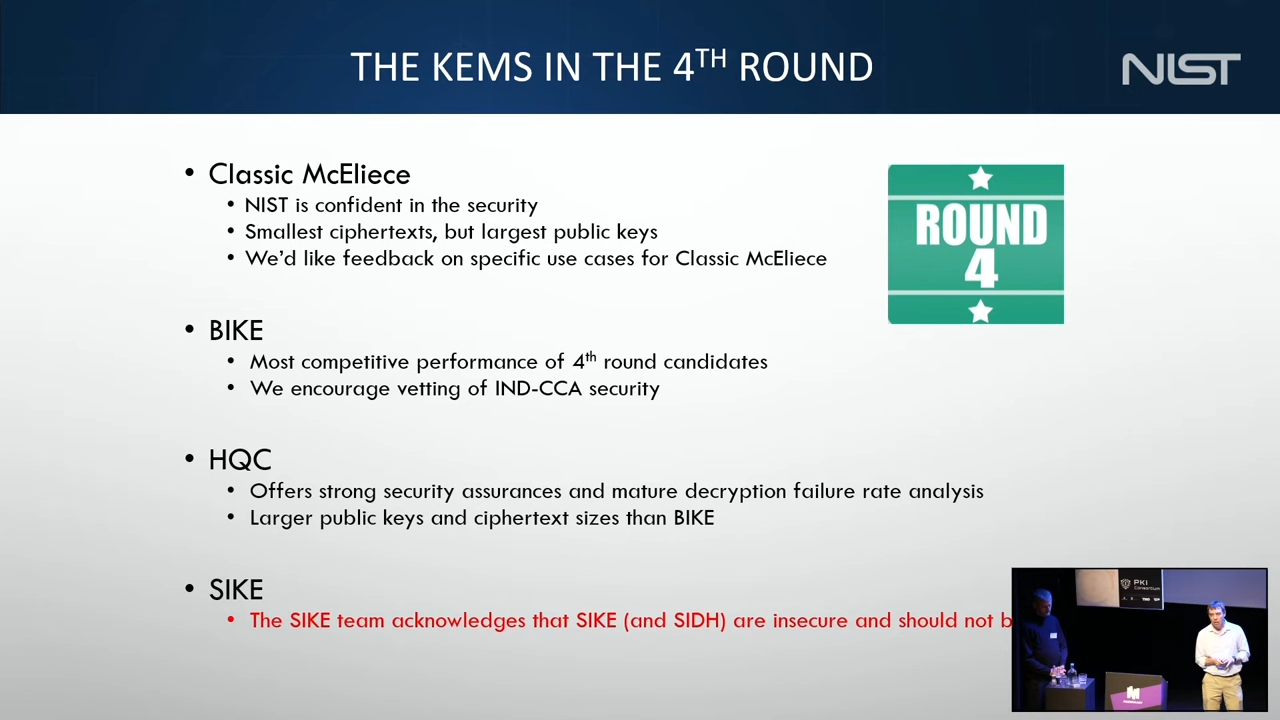 THE KEMS IN THE 4TH ROUND
NIST
• Classic McEliece
• NIST is confident in the security
• Smallest ciphertexts, but largest public keys
• We'd like feedback on specific use cases for Classic McEliece
ROUND
4
• BIKE
• Most competitive performance of 4th round candidates
• We encourage vetting of IND-CCA security
• HQC
• Offers strong security assurances and mature decryption failure rate analysis
• Larger public keys and ciphertext sizes than BIKE
• SIKE
• The SIKE team acknowledges that SIKE (and SIDH) are insecure and should not b
PKI
Consortium